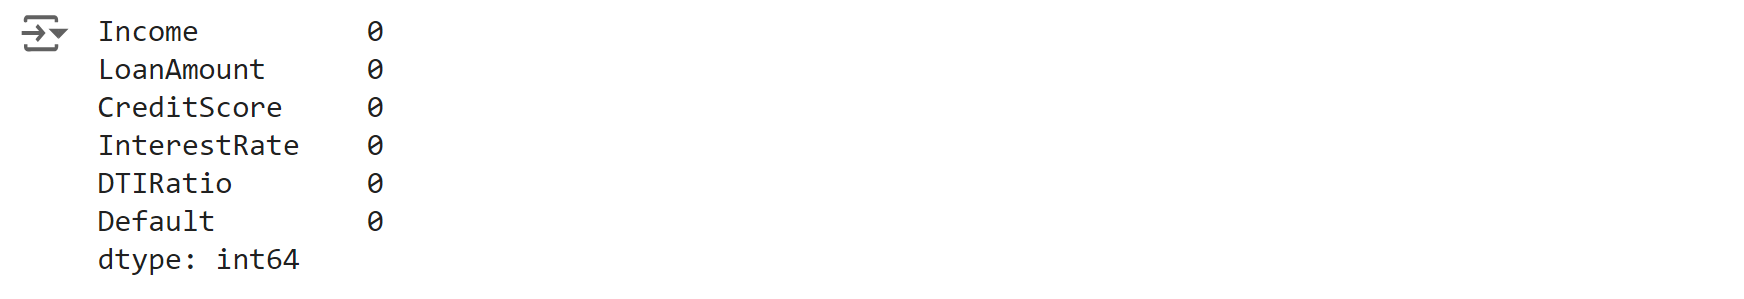 Income          0
LoanAmount      0
CreditScore     0
InterestRate    0
DTIRatio        0
Default         0
dtype: int64